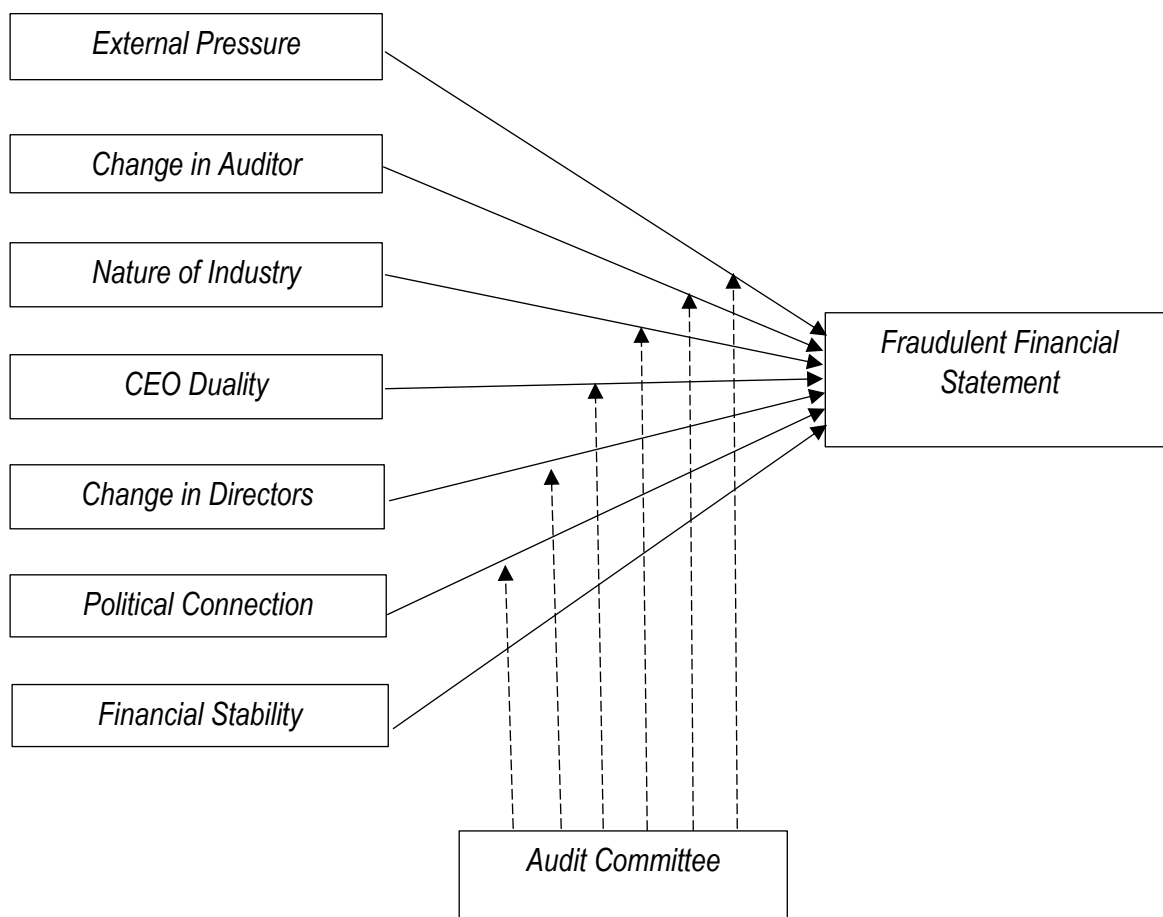 External Pressure
Change in Auditor
Nature of Industry
CEO Duality
Change in Directors
Political Connection
Financial Stability
Fraudulent Financial
Statement
Audit Committee